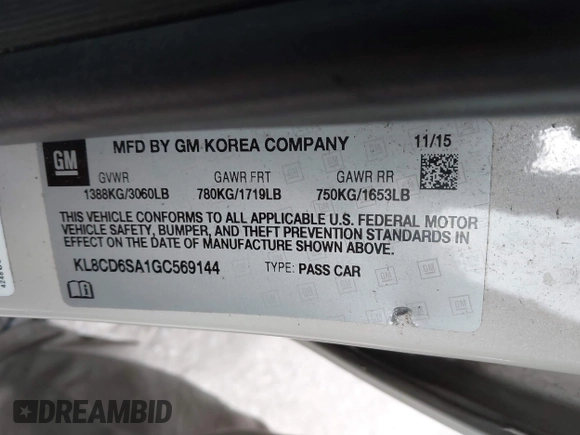 GM
MFD BY GM KOREA COMPANY 11/15
GVWR GAWR FRT GAWR RR
1388KG/3060LB 780KG/1719LB 750KG/1653LB
THIS VEHICLE CONFORMS TO ALL APPLICABLE U.S. FEDERAL MOTOR
VEHICLE SAFETY, BUMPER, AND THEFT PREVENTION STANDARDS IN
EFFECT ON THE DATE OF MANUFACTURE SHOWN ABOVE.
KL8CD6SA1GC569144 TYPE: PASS CAR
DREAMBID